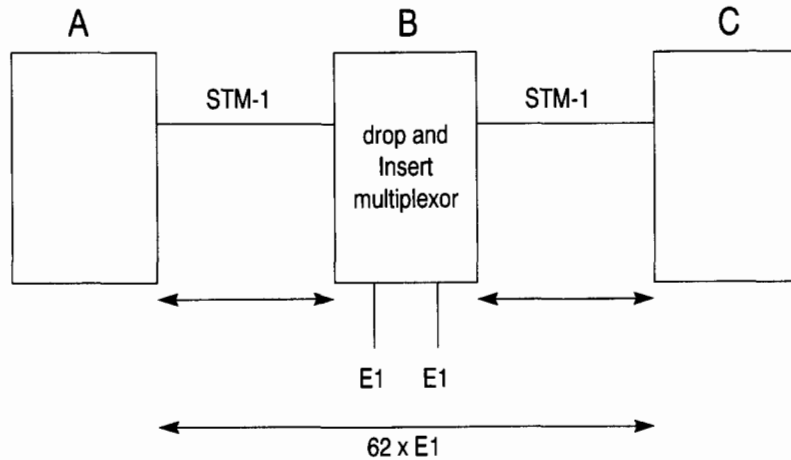 A
B
C
STM-1
STM-1
drop and
Insert
multiplexor
E1
E1
62 x E1